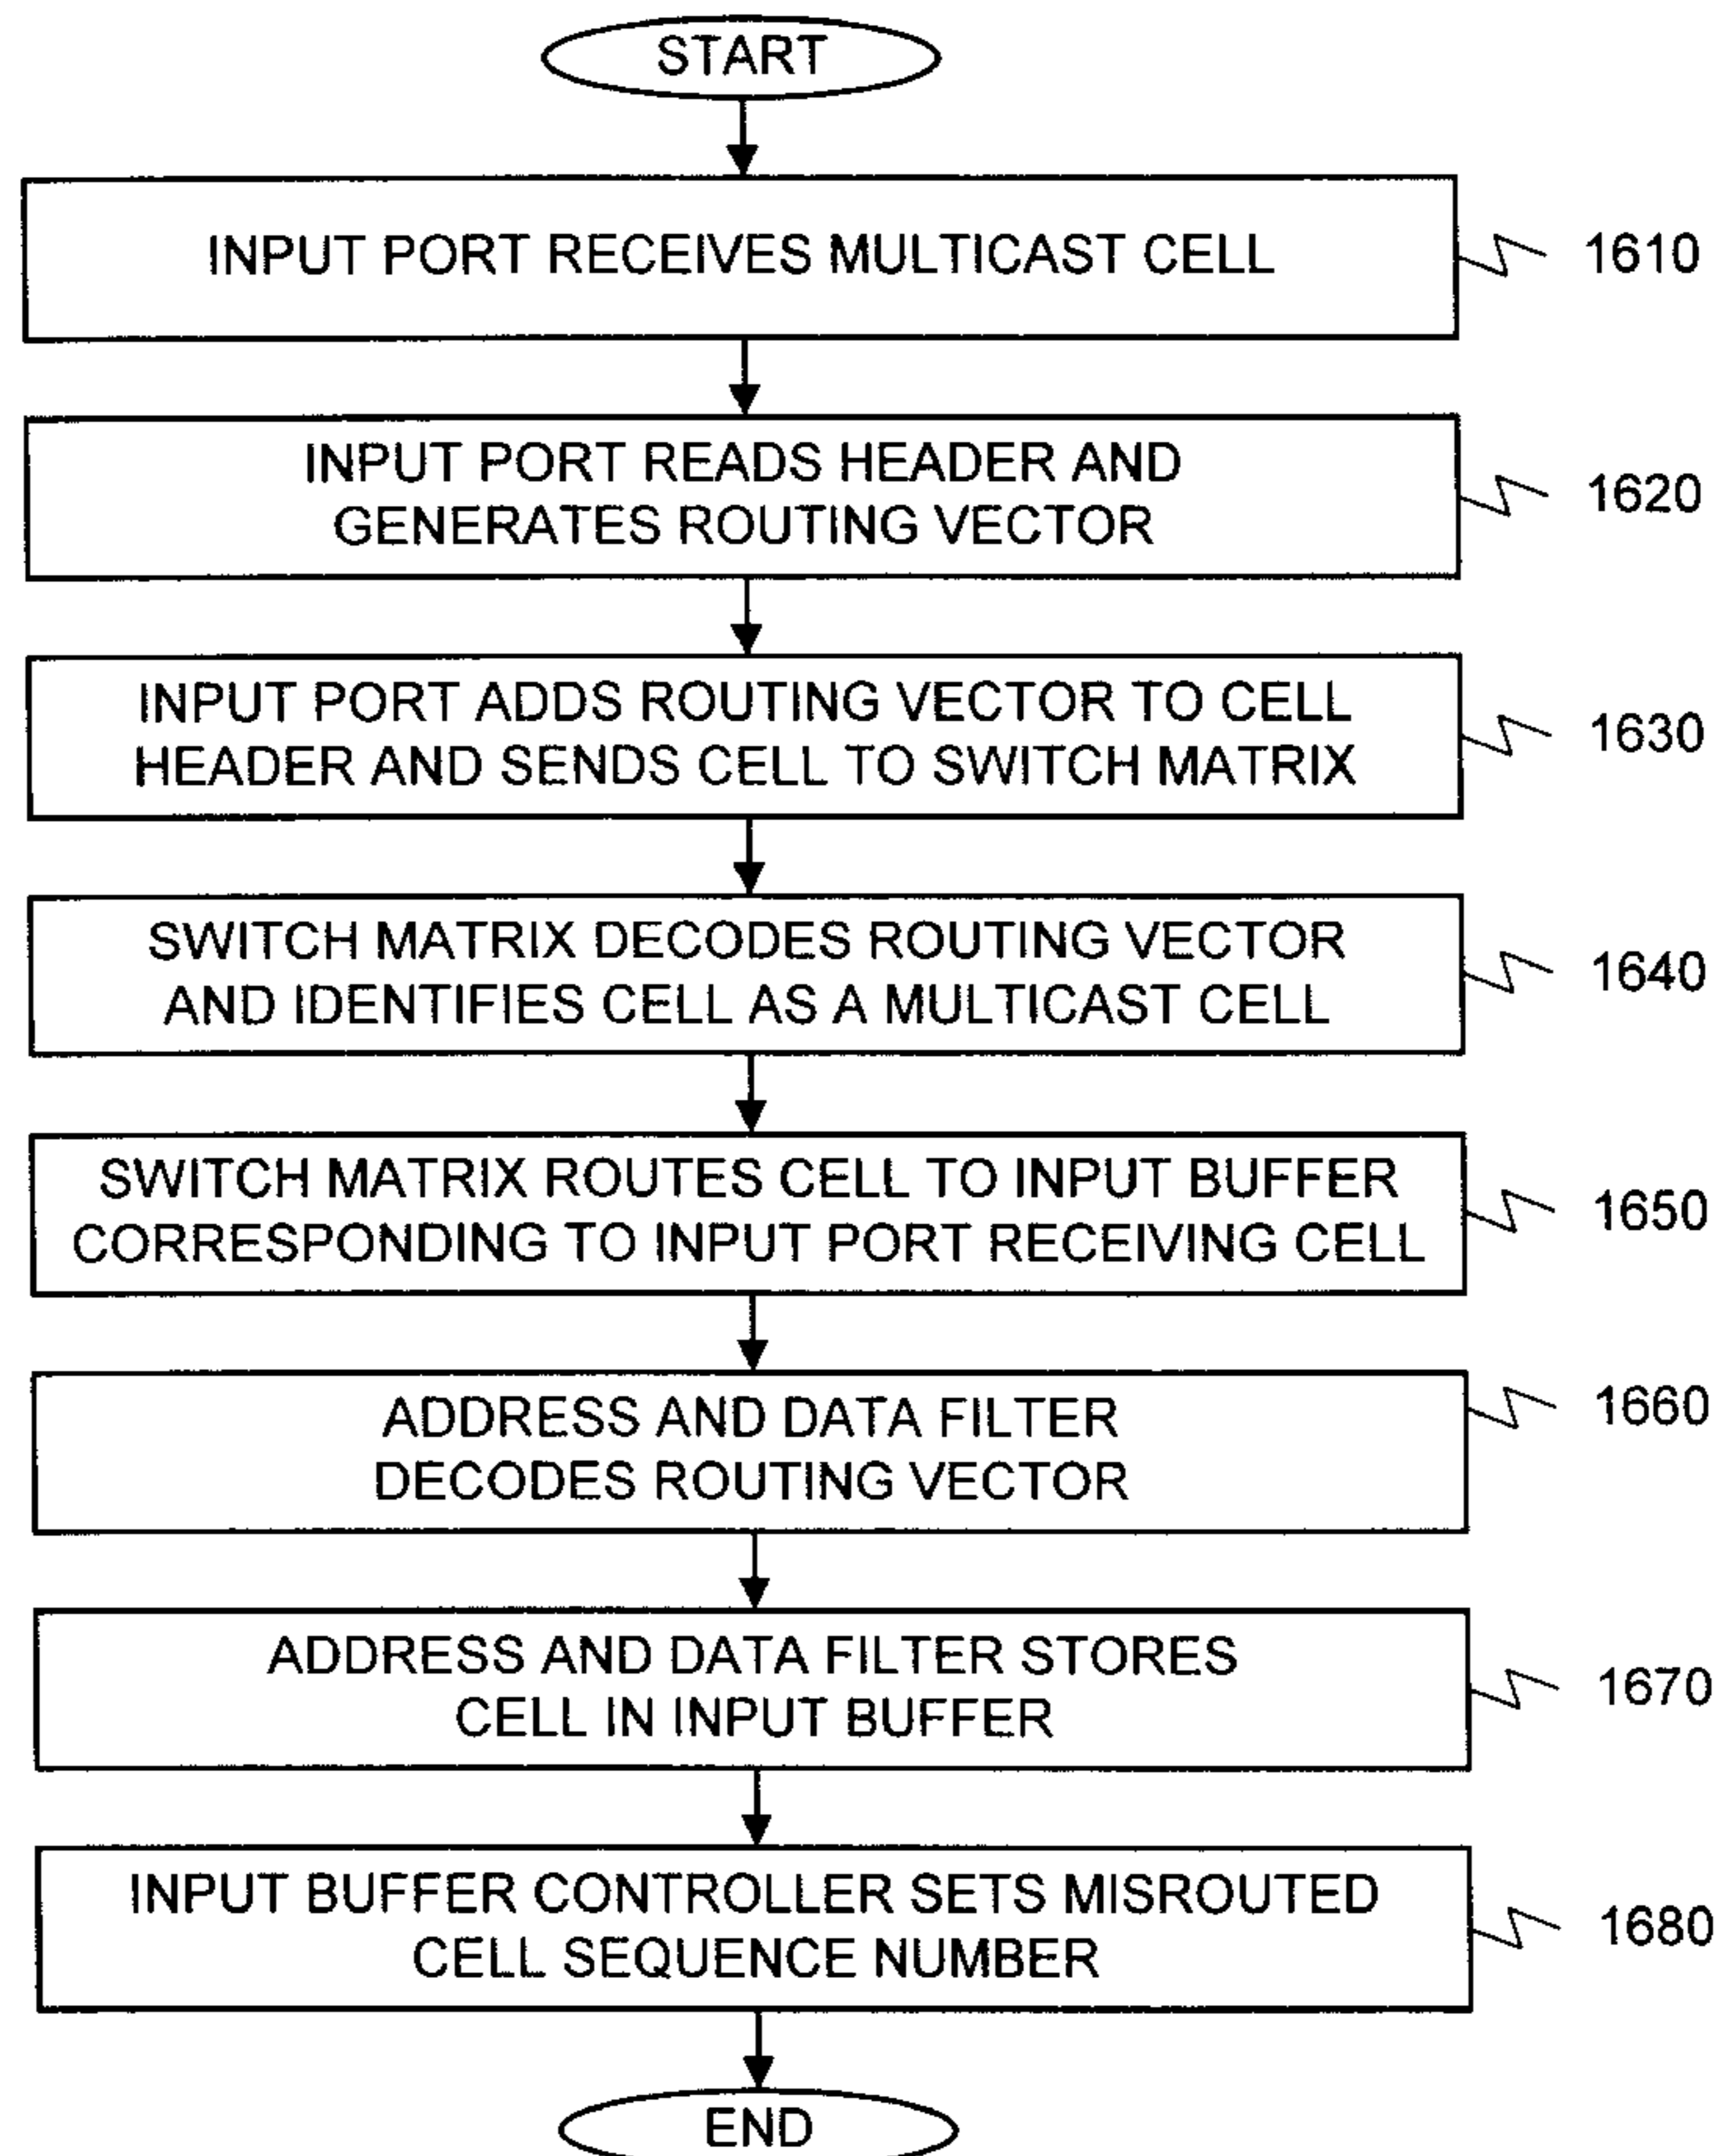 START
INPUT PORT RECEIVES MULTICAST CELL
1610
INPUT PORT READS HEADER AND
GENERATES ROUTING VECTOR
1620
INPUT PORT ADDS ROUTING VECTOR TO CELL
HEADER AND SENDS CELL TO SWITCH MATRIX
1630
SWITCH MATRIX DECODES ROUTING VECTOR
AND IDENTIFIES CELL AS A MULTICAST CELL
1640
SWITCH MATRIX ROUTES CELL TO INPUT BUFFER
CORRESPONDING TO INPUT PORT RECEIVING CELL
1650
ADDRESS AND DATA FILTER
DECODES ROUTING VECTOR
1660
ADDRESS AND DATA FILTER STORES
CELL IN INPUT BUFFER
1670
INPUT BUFFER CONTROLLER SETS MISROUTED
CELL SEQUENCE NUMBER
1680
END